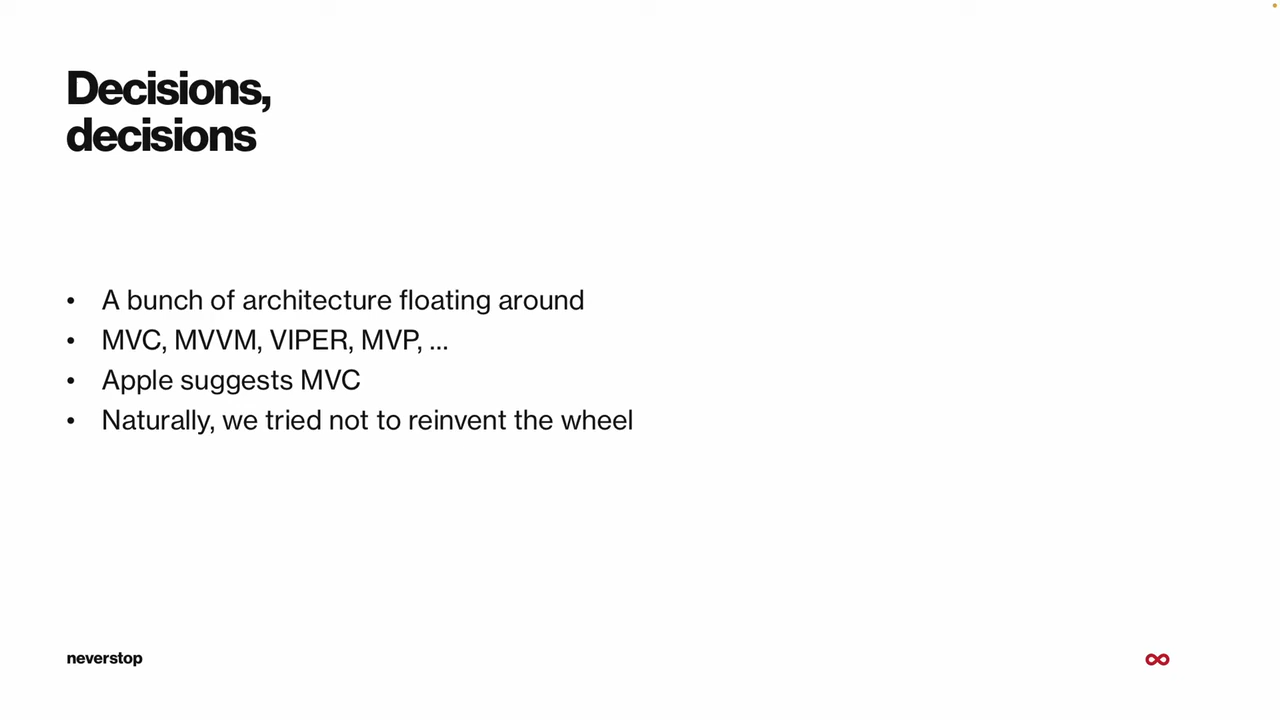 Decisions,
decisions
• A bunch of architecture floating around
• MVC, MVVM, VIPER, MVP, ...
• Apple suggests MVC
• Naturally, we tried not to reinvent the wheel
neverstop